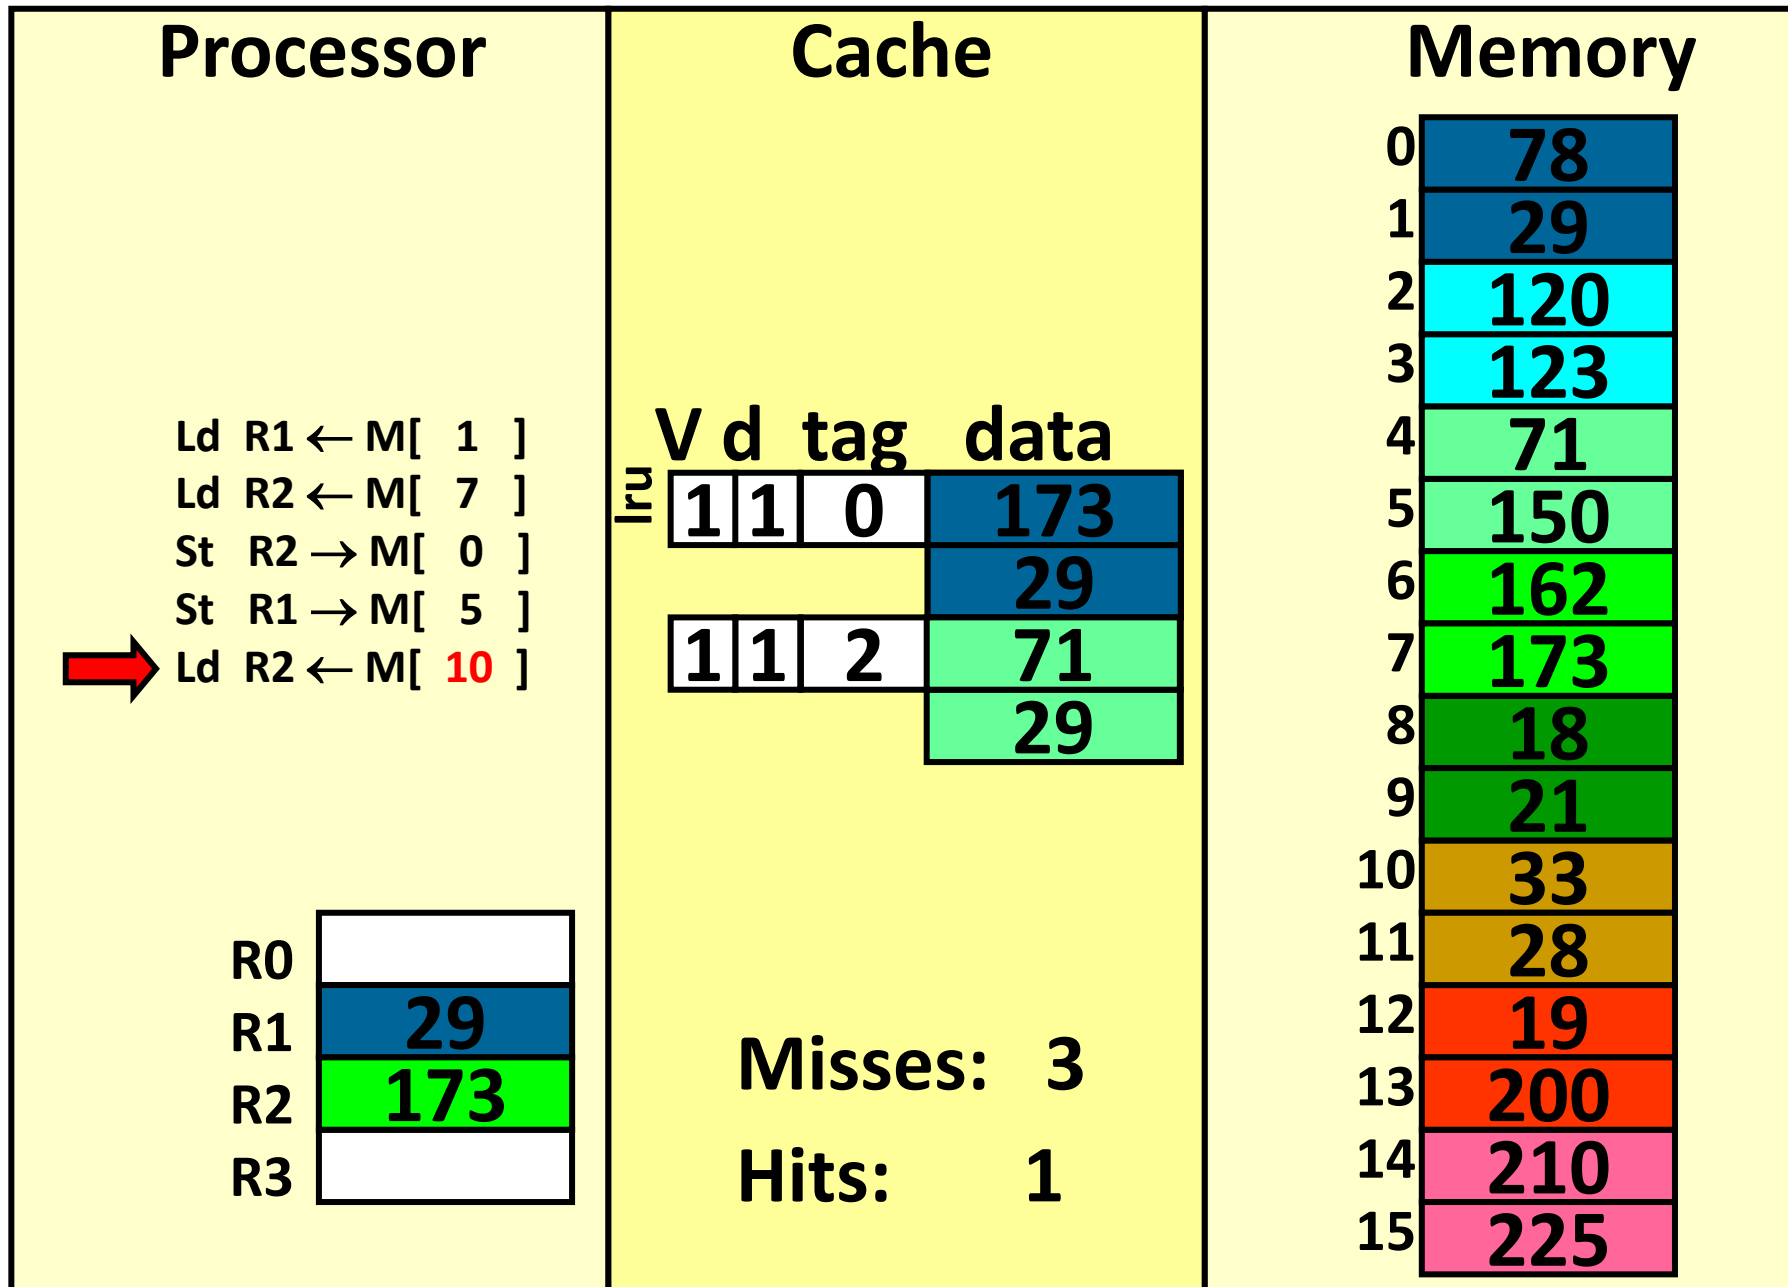 Processor
Cache
Memory
Ld R1 ← M[ 1 ]
Ld R2 ← M[ 7 ]
St R2 → M[ 0 ]
St R1 → M[ 5 ]
Ld R2 ← M[ 10 ]
R0
R1 29
R2 173
R3
V d tag data
lru
1 1 0 173
29
1 1 2 71
29
Misses: 3
Hits: 1
0 78
1 29
2 120
3 123
4 71
5 150
6 162
7 173
8 18
9 21
10 33
11 28
12 19
13 200
14 210
15 225